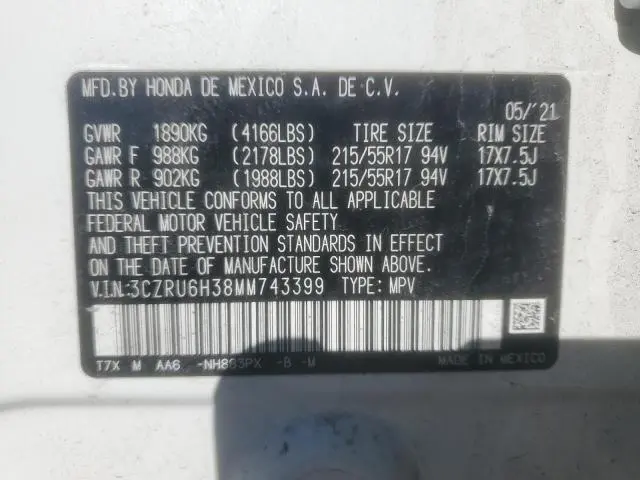 MFD.BY HONDA DE MEXICO S.A. DE C.V.
05/'21
GVWR 1890KG (4166LBS) TIRE SIZE RIM SIZE
GAWR F 988KG (2178LBS) 215/55R17 94V 17X7.5J
GAWR R 902KG (1988LBS) 215/55R17 94V 17X7.5J
THIS VEHICLE CONFORMS TO ALL APPLICABLE
FEDERAL MOTOR VEHICLE SAFETY
AND THEFT PREVENTION STANDARDS IN EFFECT
ON THE DATE OF MANUFACTURE SHOWN ABOVE.
V.I.N:3CZRU6H38MM743399 TYPE: MPV
T7X M AA6 -NH883PX -B -M MADE IN MEXICO